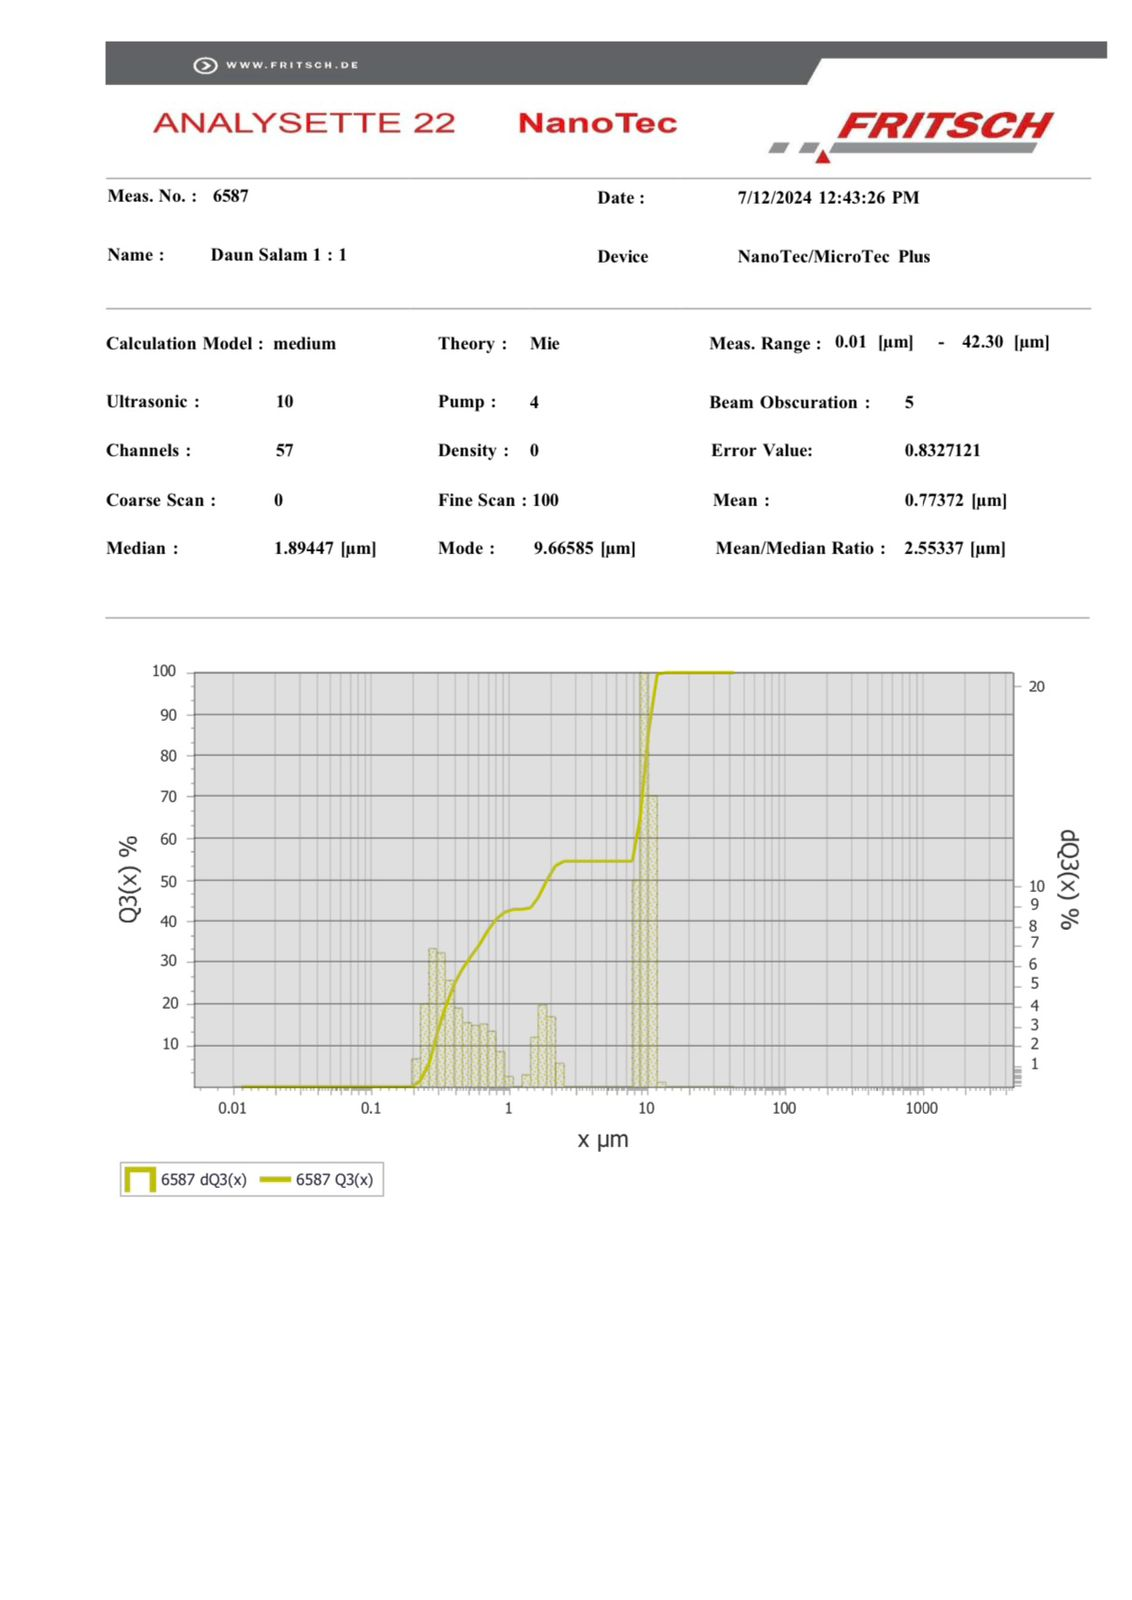 WWW.FRITSCH.DE
ANALYSETTE 22 NanoTec FRITSCH
Meas. No. : 6587 Date : 7/12/2024 12:43:26 PM
Name : Daun Salam 1 : 1 Device NanoTec/MicroTec Plus
Calculation Model : medium Theory : Mie Meas. Range : 0.01 [µm] - 42.30 [µm]
Ultrasonic : 10 Pump : 4 Beam Obscuration : 5
Channels : 57 Density : 0 Error Value: 0.8327121
Coarse Scan : 0 Fine Scan : 100 Mean : 0.77372 [µm]
Median : 1.89447 [µm] Mode : 9.66585 [µm] Mean/Median Ratio : 2.55337 [µm]
100
90
80
70
60
50
40
30
20
10
Q3(x) %
20
10
9
8
7
6
5
4
3
2
1
dQ3(x) %
0.01 0.1 1 10 100 1000
x µm
6587 dQ3(x) 6587 Q3(x)